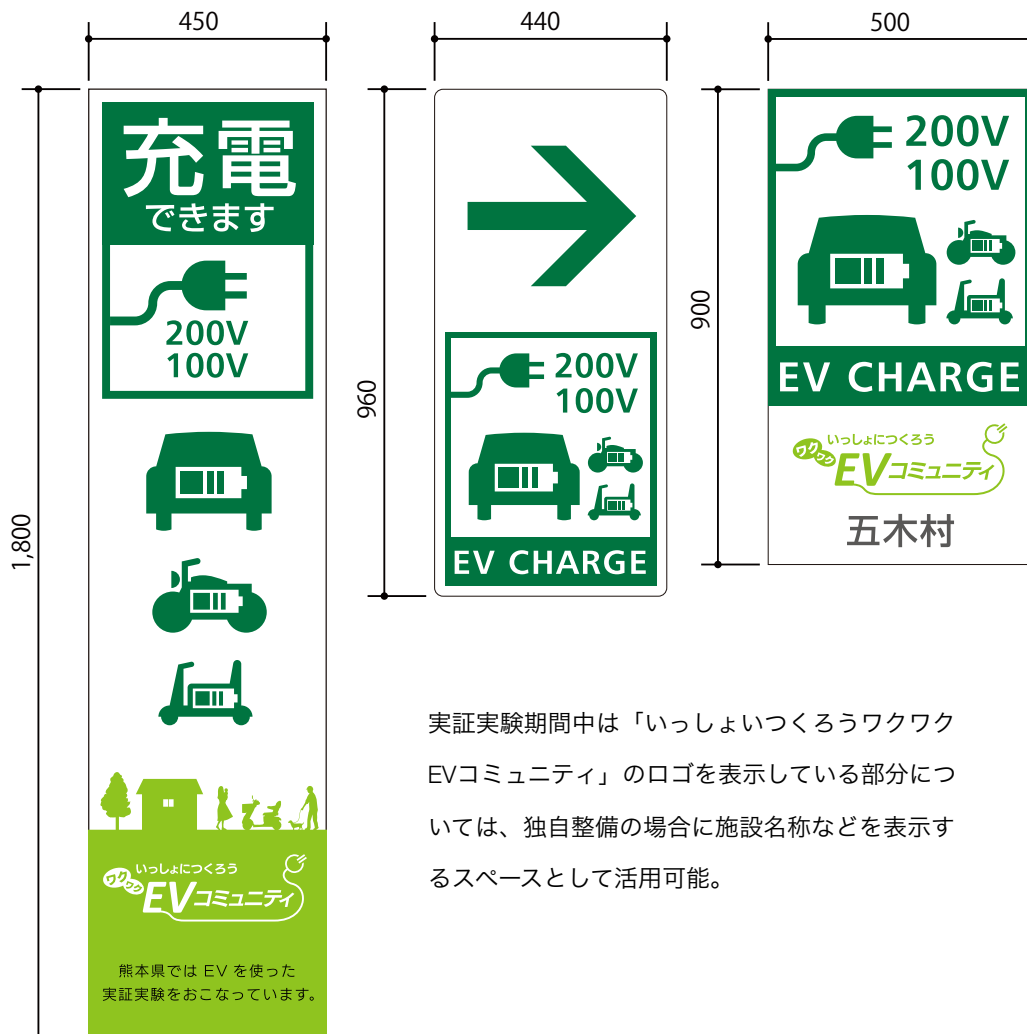 450
1,800
充電
できます
200V
100V
いっしょにつくろう
ワクワク
EVコミュニティ
熊本県では EV を使った
実証実験をおこなっています。
440
960
200V
100V
EV CHARGE
500
900
200V
100V
EV CHARGE
いっしょにつくろう
ワクワク
EVコミュニティ
五木村
実証実験期間中は「いっしょいつくろうワクワク
EVコミュニティ」のロゴを表示している部分につ
いては、独自整備の場合に施設名称などを表示す
るスペースとして活用可能。